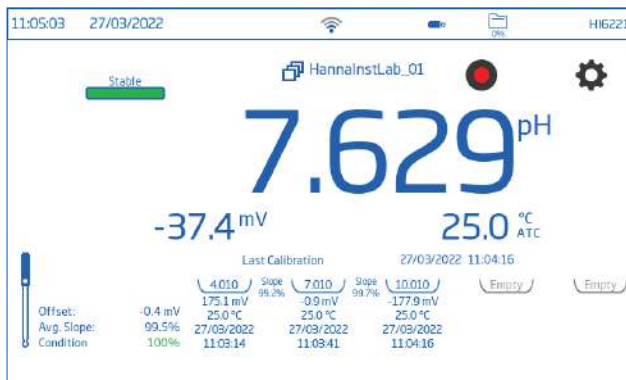 11:05:03 27/03/2022 0% HI6221
Stable
HannaInstLab_01
7.629 pH
-37.4 mV 25.0 °C ATC
Last Calibration 27/03/2022 11:04:16
4.010 Slope 99.2% 7.010 Slope 99.7% 10.010 Empty Empty
175.1 mV -0.9 mV -177.9 mV
Offset: -0.4 mV 25.0 °C 25.0 °C 25.0 °C
Avg. Slope: 99.5% 27/03/2022 27/03/2022 27/03/2022
Condition 100% 11:03:14 11:03:41 11:04:16